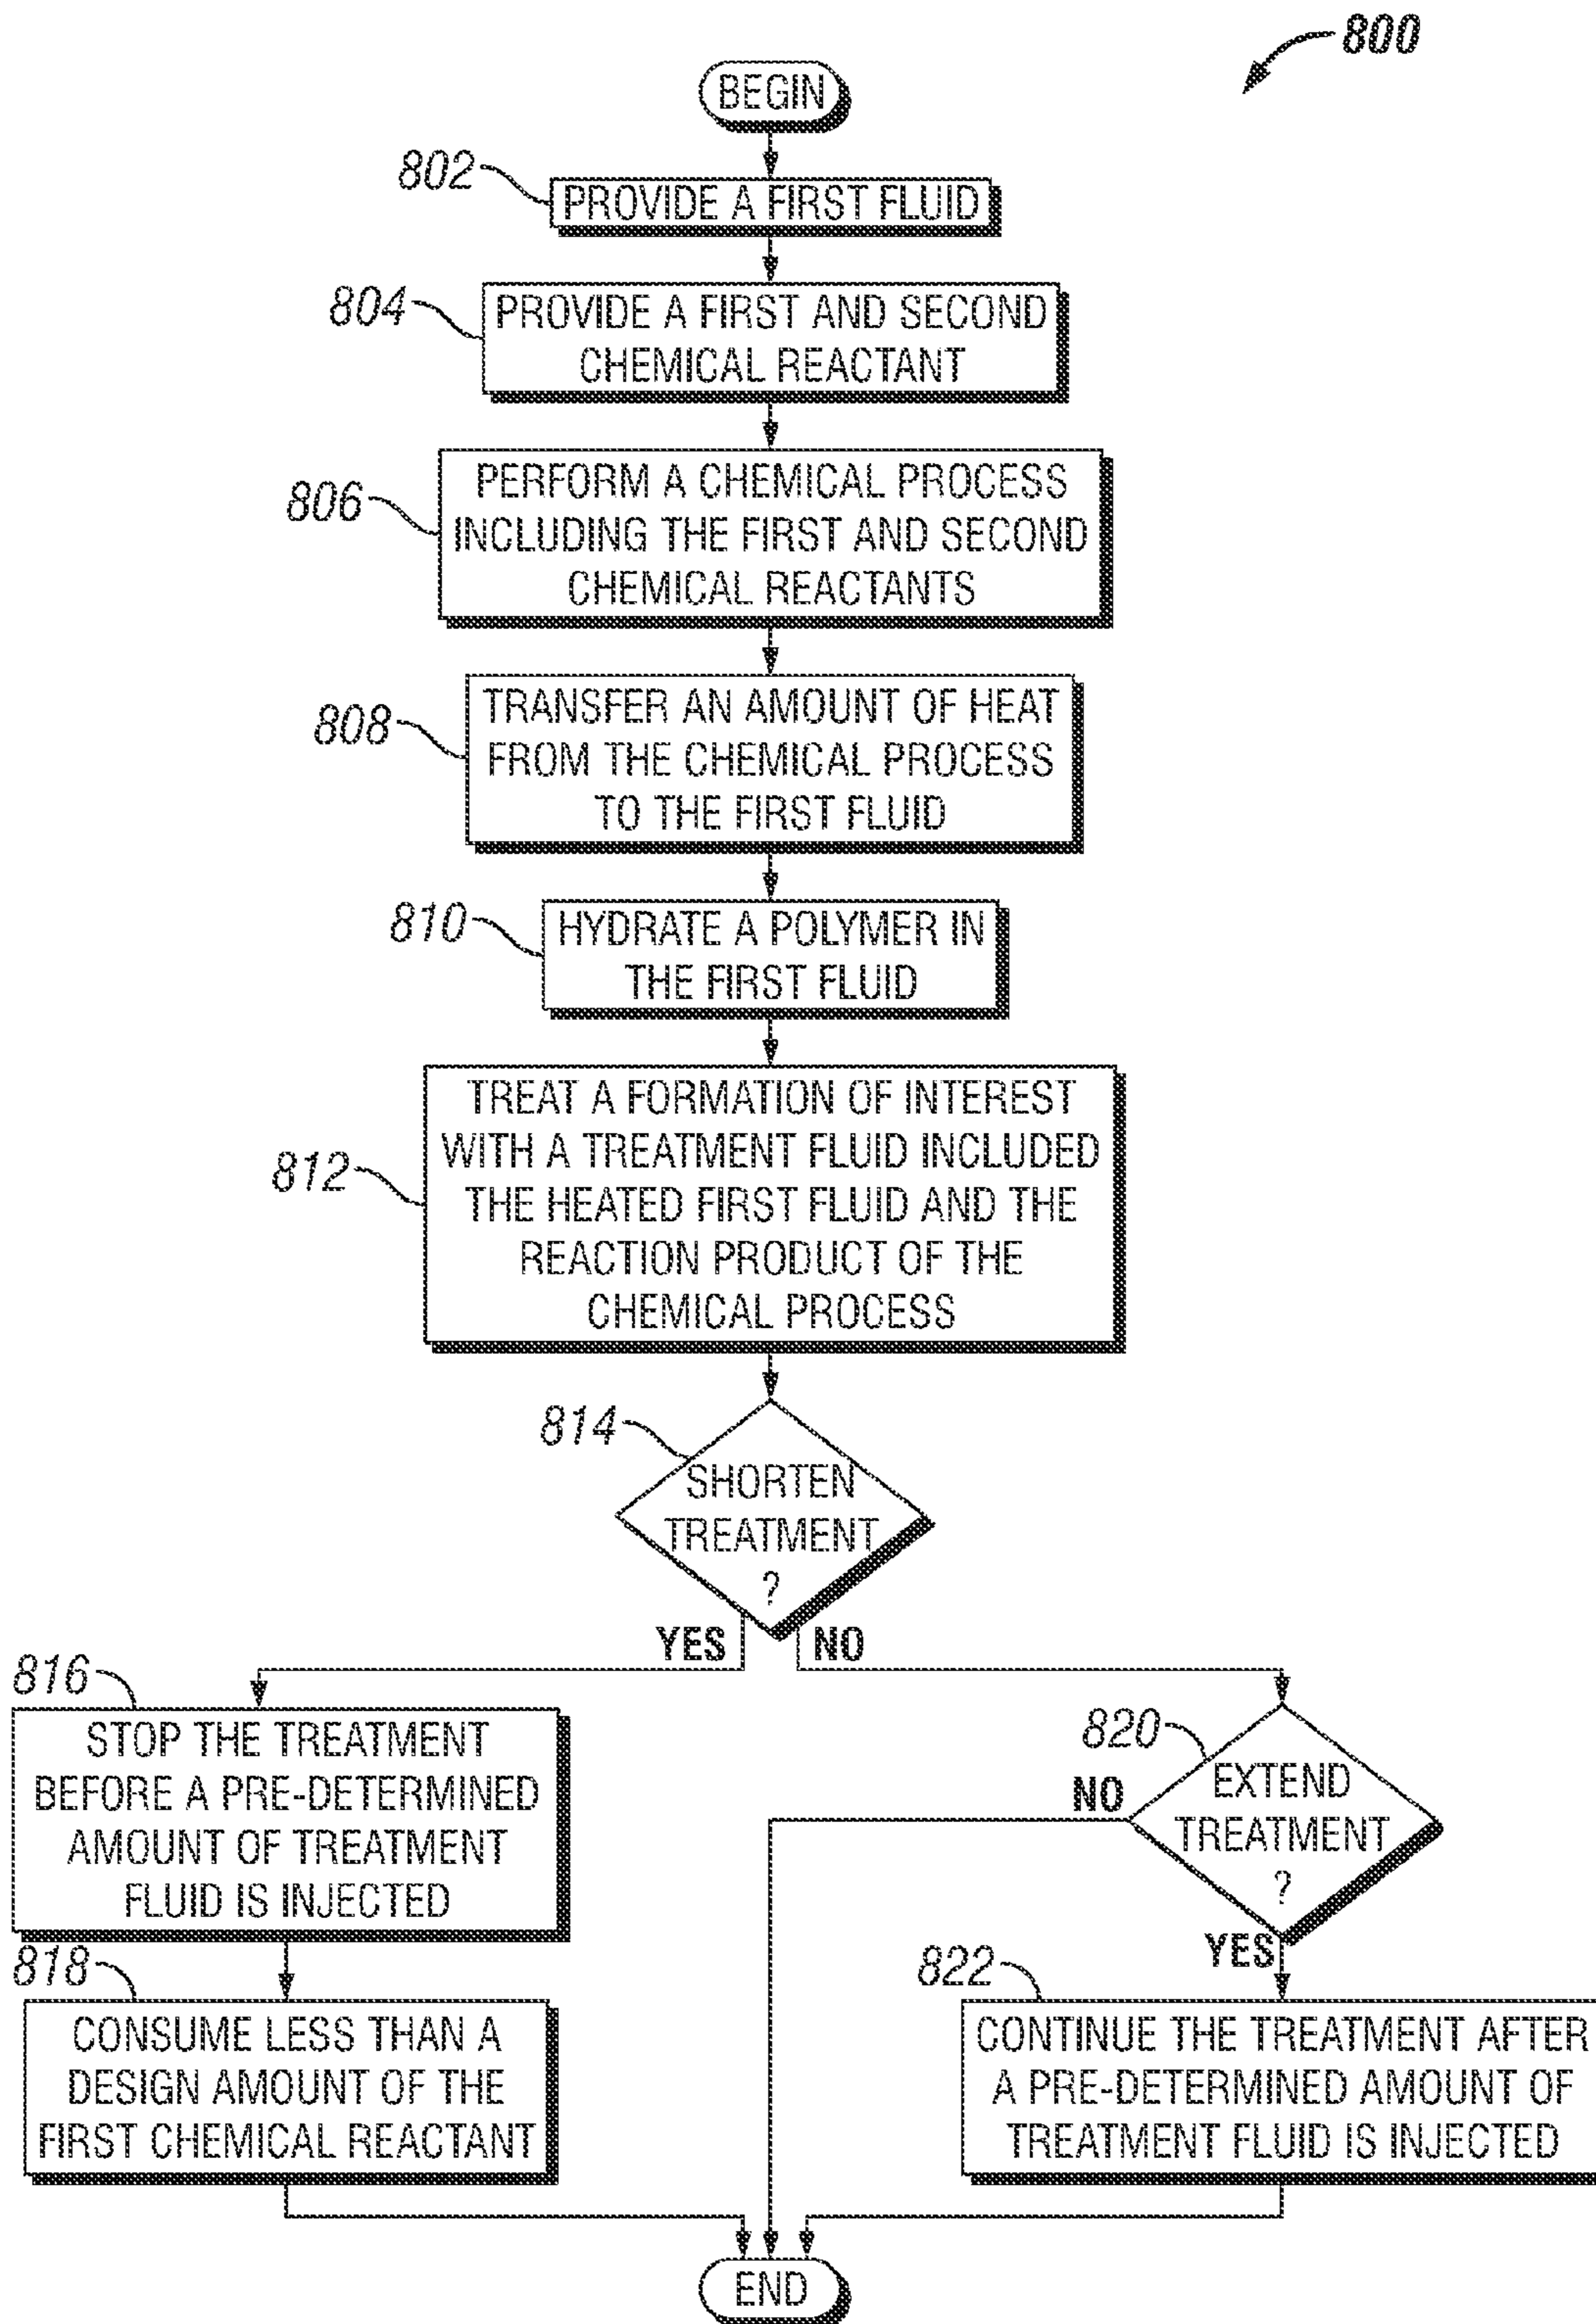 800
BEGIN
802
PROVIDE A FIRST FLUID
804
PROVIDE A FIRST AND SECOND
CHEMICAL REACTANT
806
PERFORM A CHEMICAL PROCESS
INCLUDING THE FIRST AND SECOND
CHEMICAL REACTANTS
808
TRANSFER AN AMOUNT OF HEAT
FROM THE CHEMICAL PROCESS
TO THE FIRST FLUID
810
HYDRATE A POLYMER IN
THE FIRST FLUID
812
TREAT A FORMATION OF INTEREST
WITH A TREATMENT FLUID INCLUDED
THE HEATED FIRST FLUID AND THE
REACTION PRODUCT OF THE
CHEMICAL PROCESS
814
SHORTEN
TREATMENT
?
YES
NO
816
STOP THE TREATMENT
BEFORE A PRE-DETERMINED
AMOUNT OF TREATMENT
FLUID IS INJECTED
818
CONSUME LESS THAN A
DESIGN AMOUNT OF THE
FIRST CHEMICAL REACTANT
820
EXTEND
TREATMENT
?
NO
YES
822
CONTINUE THE TREATMENT AFTER
A PRE-DETERMINED AMOUNT OF
TREATMENT FLUID IS INJECTED
END